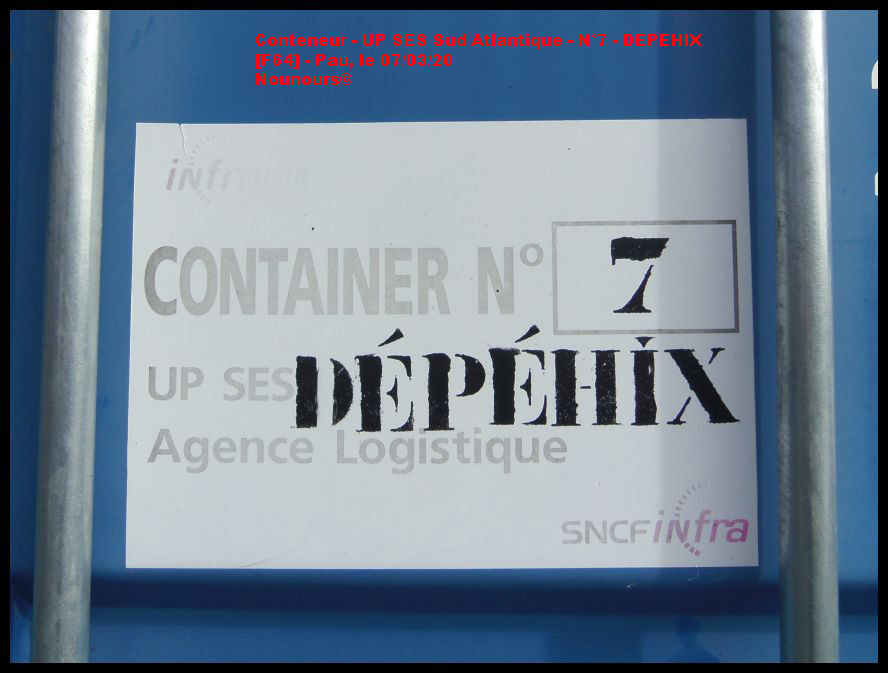 Conteneur - UP SES Sud Atlantique - N°7 - DEPEHIX
[F64] - Pau, le 07/03/20
Nounours©
infraLOG
CONTAINER N° 7
UP SES DÉPÉHIX
Agence Logistique
SNCF infra